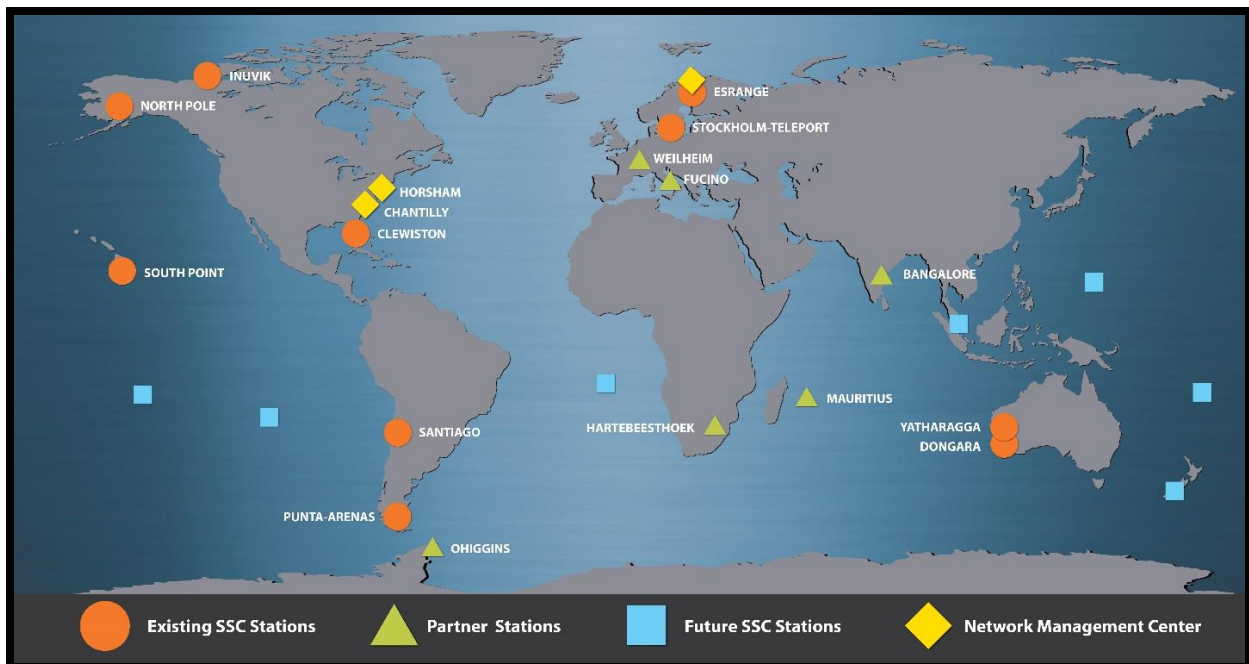 INUVIK
NORTH POLE
ESRANGE
STOCKHOLM-TELEPORT
WEILHEIM
FUCINO
HORSHAM
CHANTILLY
CLEWISTON
SOUTH POINT
BANGALORE
MAURITIUS
HARTEBEESTHOEK
YATHARAGGA
DONGARA
SANTIAGO
PUNTA-ARENAS
OHIGGINS
Existing SSC Stations
Partner Stations
Future SSC Stations
Network Management Center